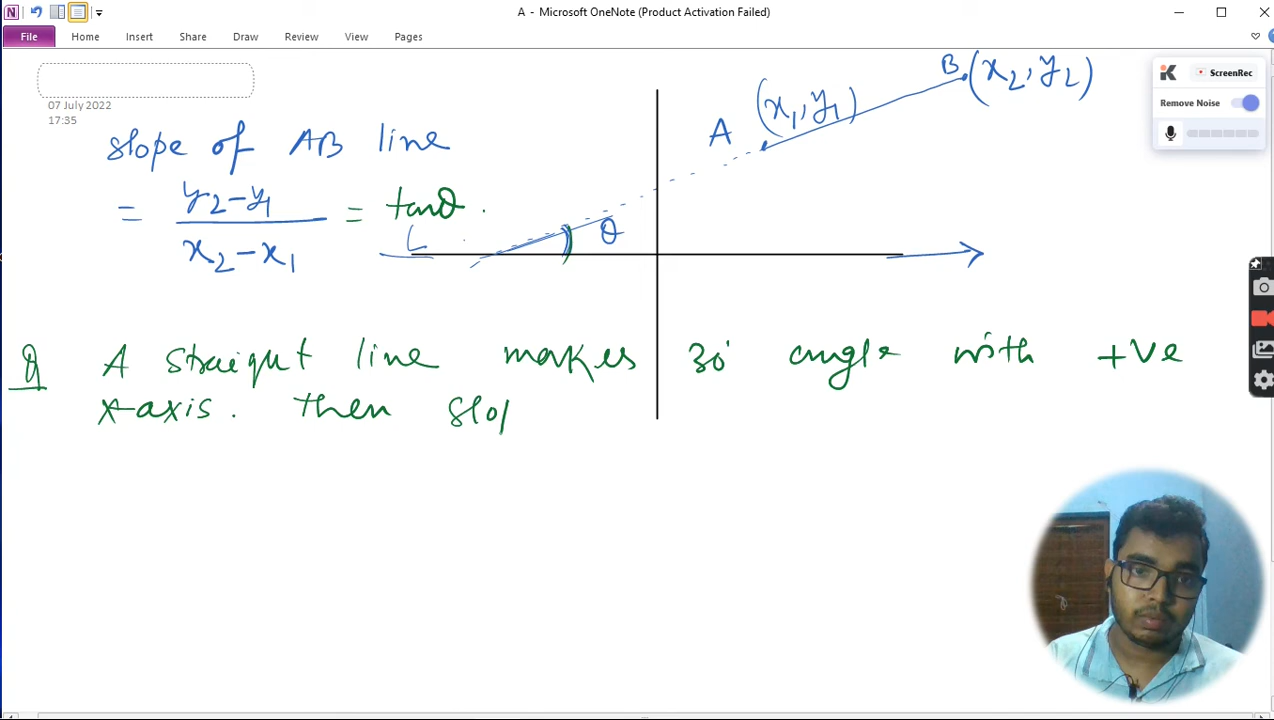 A - Microsoft OneNote (Product Activation Failed)
File Home Insert Share Draw Review View Pages
ScreenRec
Remove Noise
07 July 2022
17:35
B (x₂, y₂)
A (x₁, y₁)
slope of AB line
= y₂-y₁ / x₂-x₁ = tanθ.
θ
Q A straight line makes 30° angle with +ve
x-axis. then slop